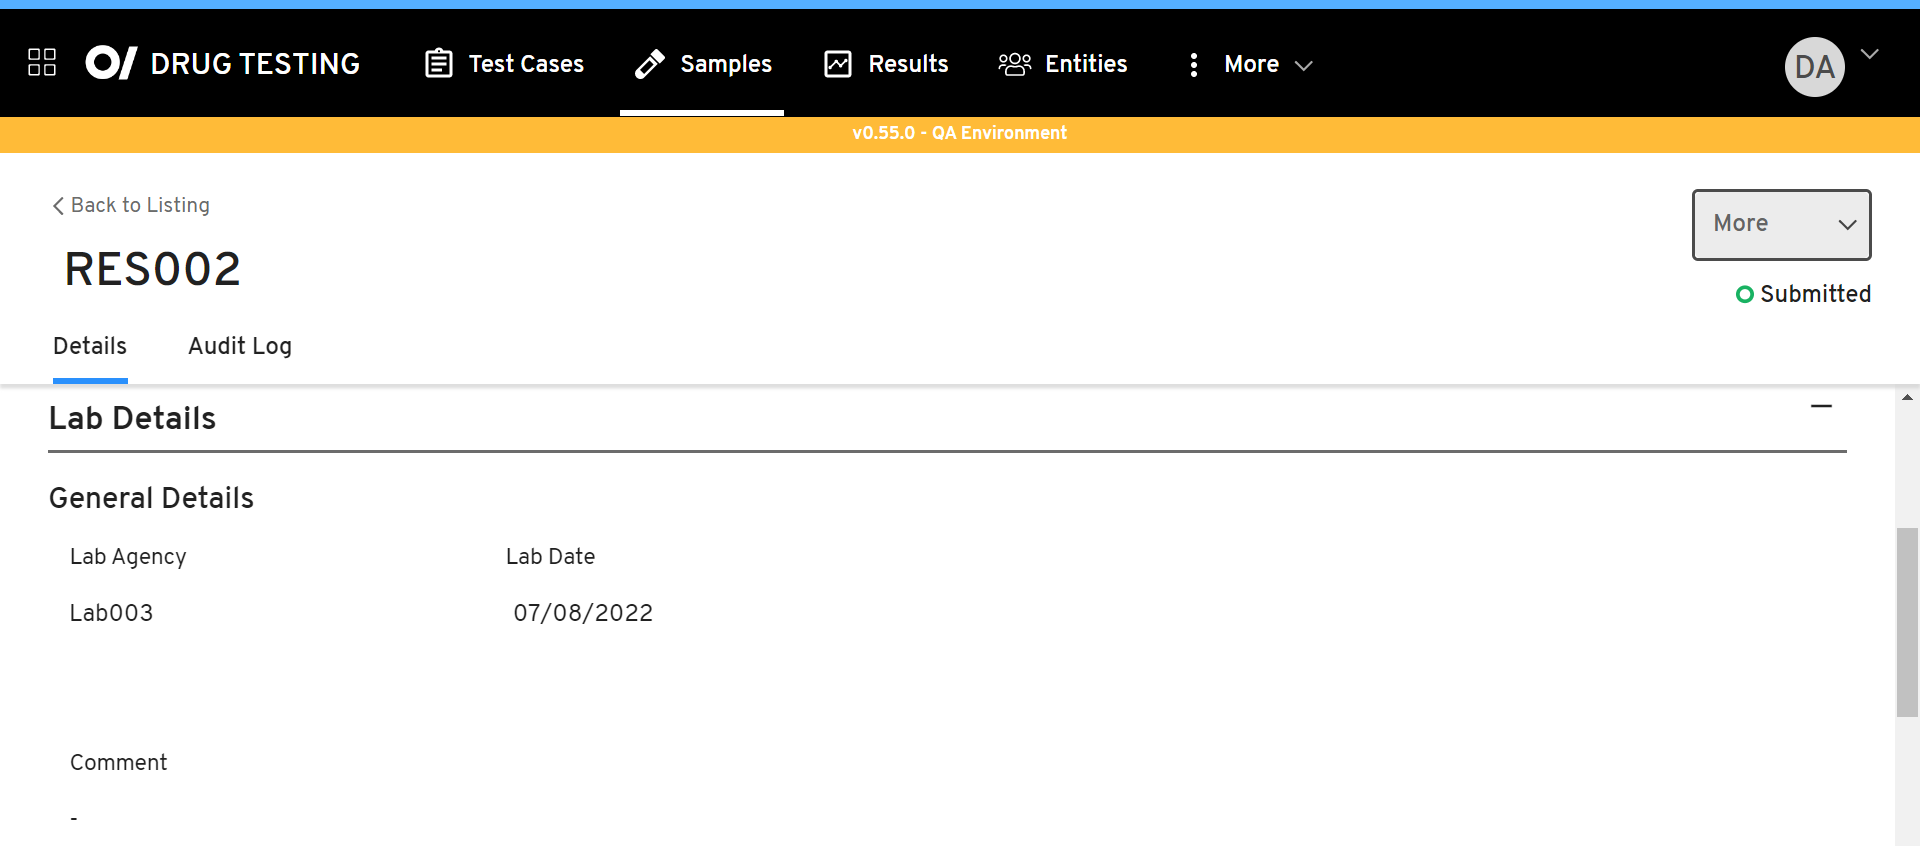 DRUG TESTING Test Cases Samples Results Entities More DA
v0.55.0 - QA Environment
Back to Listing
More
RES002
Submitted
Details Audit Log
Lab Details
General Details
Lab Agency Lab Date
Lab003 07/08/2022
Comment
-